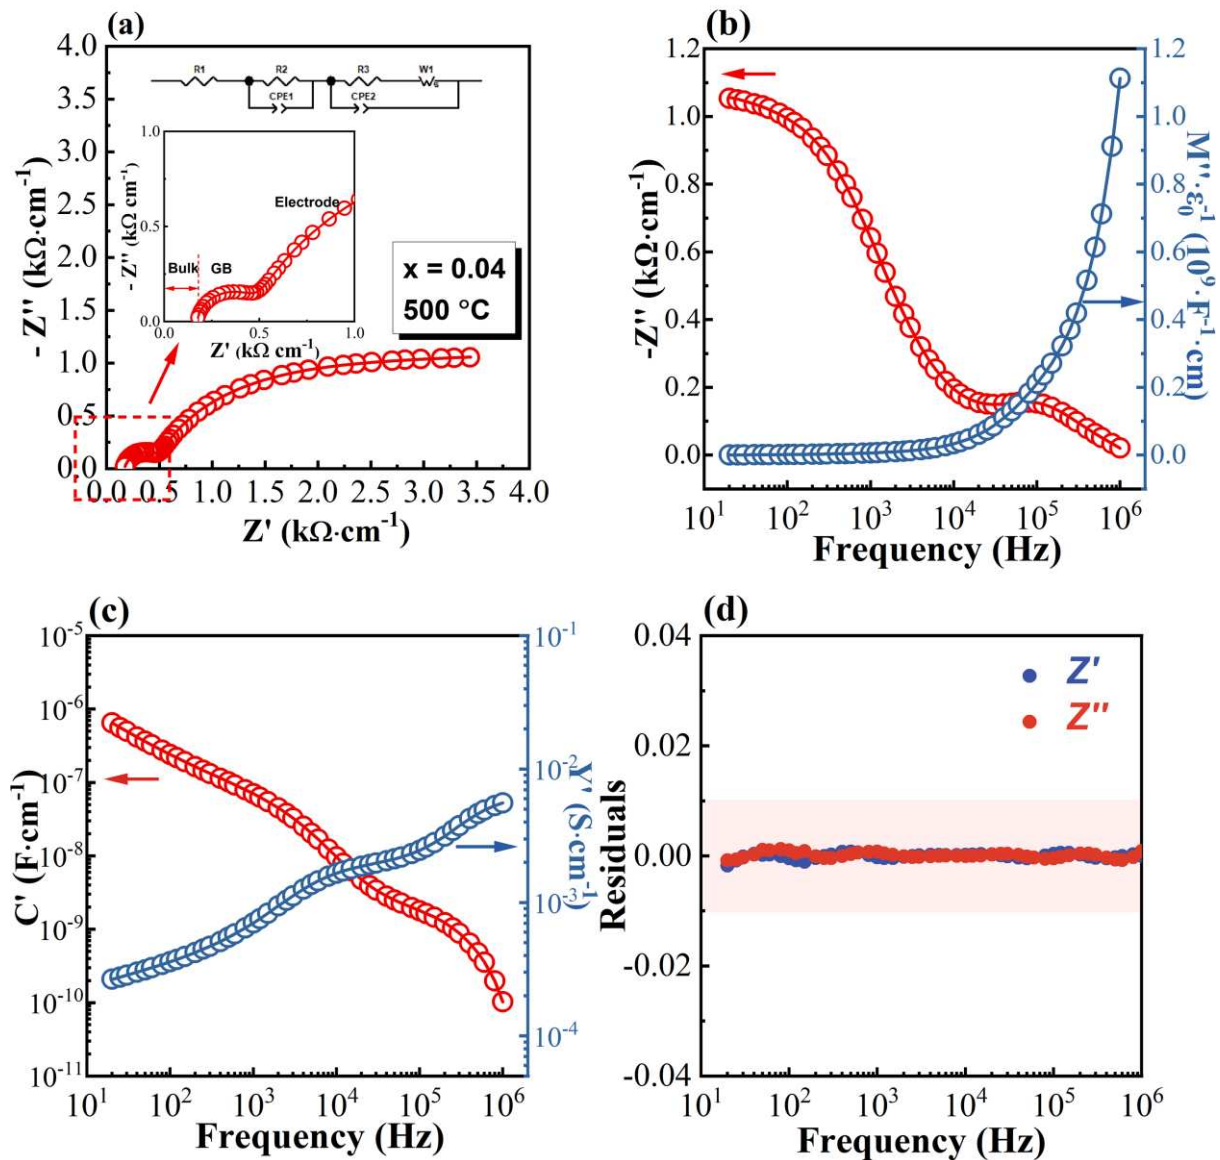 (a)
4.0
3.5
3.0
2.5
2.0
1.5
1.0
0.5
0.0
- Z'' (kΩ·cm⁻¹)
R1 R2 R3 W1
CPE1 CPE2
1.0
0.5
0.0
- Z'' (kΩ cm⁻¹)
Electrode
Bulk GB
0.0 0.5 1.0
Z' (kΩ cm⁻¹)
x = 0.04
500 °C
0.0 0.5 1.0 1.5 2.0 2.5 3.0 3.5 4.0
Z' (kΩ·cm⁻¹)
(b)
1.2
1.0
0.8
0.6
0.4
0.2
0.0
-Z'' (kΩ·cm⁻¹)
1.2
1.0
0.8
0.6
0.4
0.2
0.0
M''·ε₀⁻¹ (10⁹·F⁻¹·cm)
10¹ 10² 10³ 10⁴ 10⁵ 10⁶
Frequency (Hz)
(c)
10⁻⁵
10⁻⁶
10⁻⁷
10⁻⁸
10⁻⁹
10⁻¹⁰
10⁻¹¹
C' (F·cm⁻¹)
10⁻¹
10⁻²
10⁻³
10⁻⁴
Y' (S·cm⁻¹)
10¹ 10² 10³ 10⁴ 10⁵ 10⁶
Frequency (Hz)
(d)
0.04
0.02
0.00
-0.02
-0.04
Residuals
Z'
Z''
10¹ 10² 10³ 10⁴ 10⁵ 10⁶
Frequency (Hz)